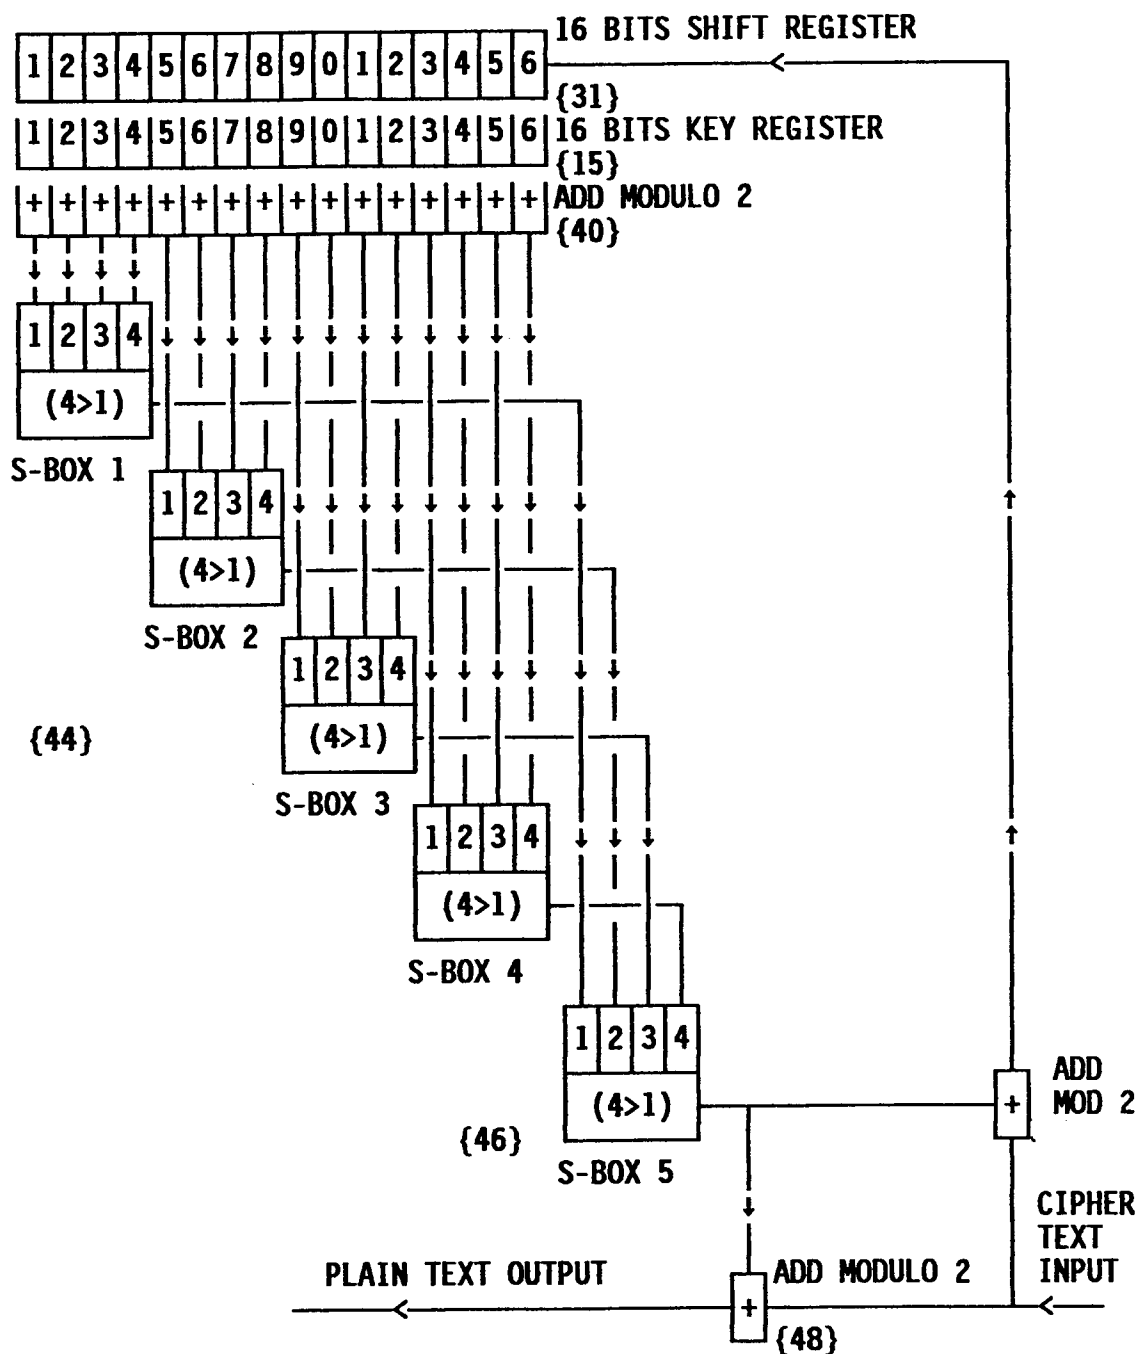 16 BITS SHIFT REGISTER
1 2 3 4 5 6 7 8 9 0 1 2 3 4 5 6
{31}
1 2 3 4 5 6 7 8 9 0 1 2 3 4 5 6 16 BITS KEY REGISTER
{15}
+ + + + + + + + + + + + + + + + ADD MODULO 2
{40}
1 2 3 4
(4>1)
S-BOX 1
1 2 3 4
(4>1)
S-BOX 2
1 2 3 4
(4>1)
{44}
S-BOX 3
1 2 3 4
(4>1)
S-BOX 4
1 2 3 4
(4>1)
{46}
S-BOX 5
ADD
+ MOD 2
CIPHER
TEXT
INPUT
PLAIN TEXT OUTPUT
ADD MODULO 2
+
{48}